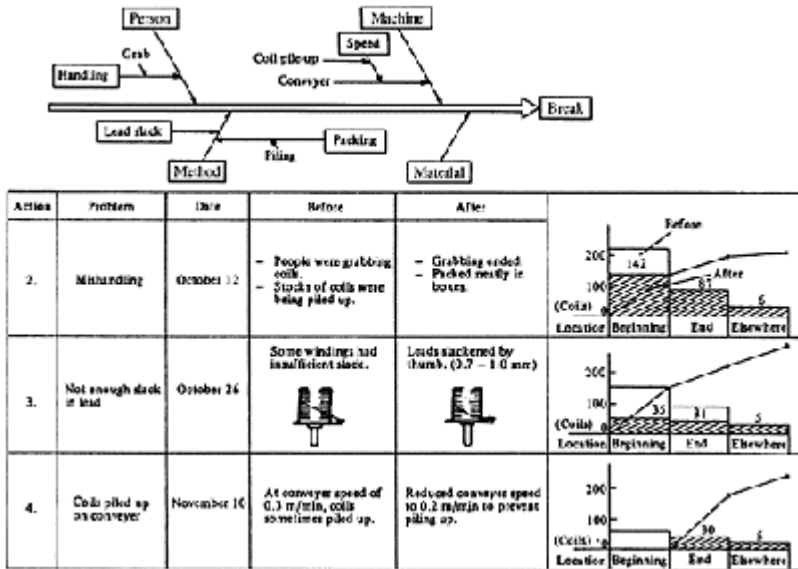 Person
Machine
Grab
Speed
Coil pile-up
Handling
Conveyer
Break
Lead slack
Packing
Piling
Method
Material
Action Problem Date Before After
2.
Mishandling
October 12
- People were grabbing
coils.
- Stocks of coils were
being piled up.
- Grabbing ended.
- Packed neatly in
boxes.
Before
200
142
After
100
87
6
(Coils) 0
Location Beginning End Elsewhere
3.
Not enough slack
in lead
October 26
Some windings had
insufficient slack.
Leads slackened by
thumb. (0.7 – 1.0 mm)
200
100
35
31
5
(Coils) 0
Location Beginning End Elsewhere
4.
Coils piled up
on conveyer
November 10
At conveyer speed of
0.3 m/min, coils
sometimes piled up.
Reduced conveyer speed
to 0.2 m/min to prevent
piling up.
200
100
30
5
(Coils)
Location Beginning End Elsewhere